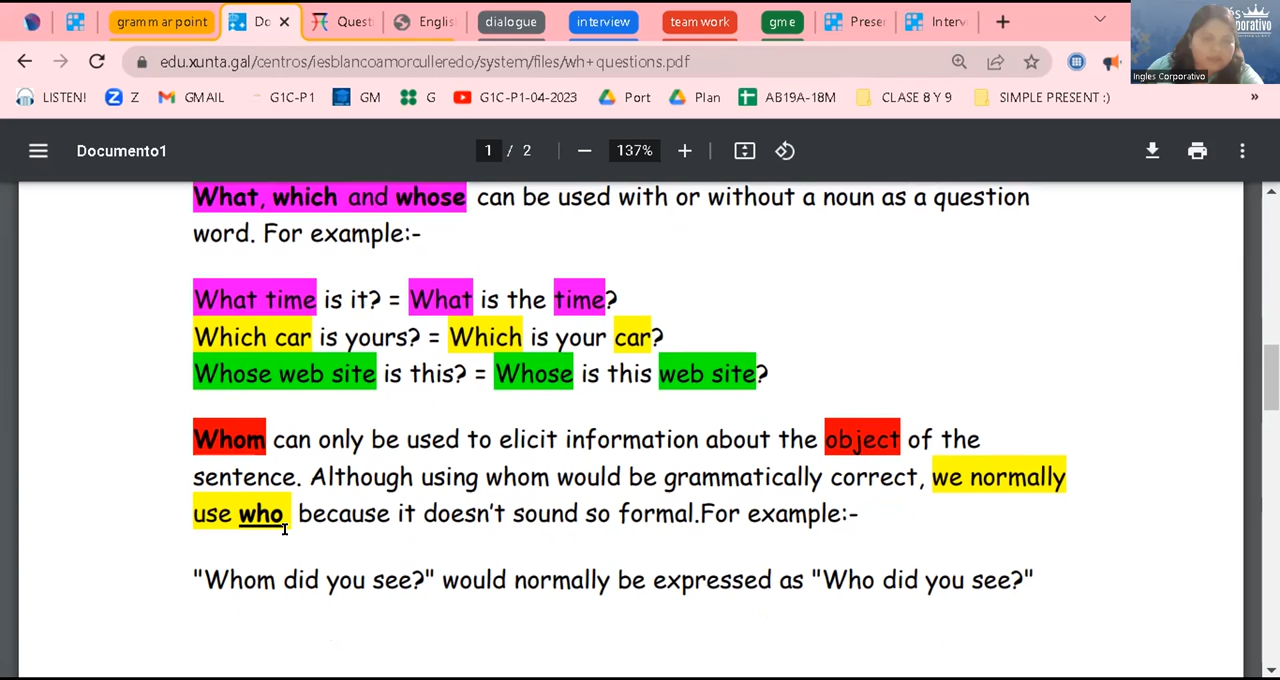 grammar point
Do
Questi
Englis
dialogue
interview
team work
gme
Presen
Interv
edu.xunta.gal/centros/iesblancoamorculleredo/system/files/wh+questions.pdf
Ingles Corporativo
LISTEN!
Z
GMAIL
G1C-P1
GM
G
G1C-P1-04-2023
Port
Plan
AB19A-18M
CLASE 8 Y 9
SIMPLE PRESENT :)
Documento1
1 / 2
137%
What, which and whose can be used with or without a noun as a question
word. For example:-
What time is it? = What is the time?
Which car is yours? = Which is your car?
Whose web site is this? = Whose is this web site?
Whom can only be used to elicit information about the object of the
sentence. Although using whom would be grammatically correct, we normally
use who because it doesn't sound so formal.For example:-
"Whom did you see?" would normally be expressed as "Who did you see?"